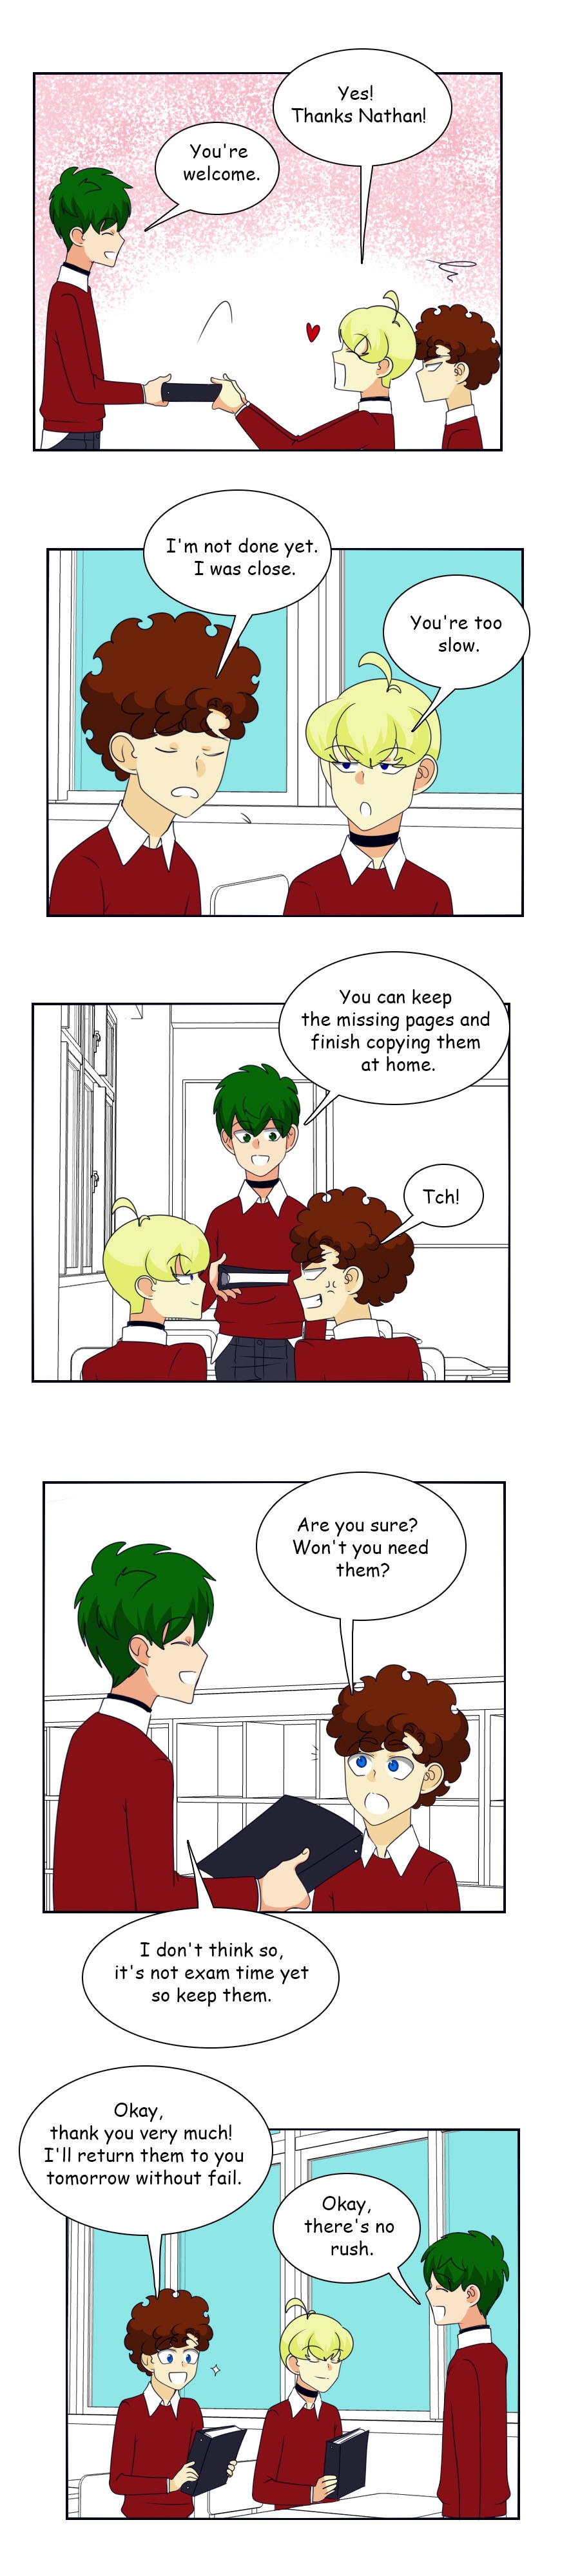 Yes!
Thanks Nathan!
You're
welcome.
I'm not done yet.
I was close.
You're too
slow.
You can keep
the missing pages and
finish copying them
at home.
Tch!
Are you sure?
Won't you need
them?
I don't think so,
it's not exam time yet
so keep them.
Okay,
thank you very much!
I'll return them to you
tomorrow without fail.
Okay,
there's no
rush.